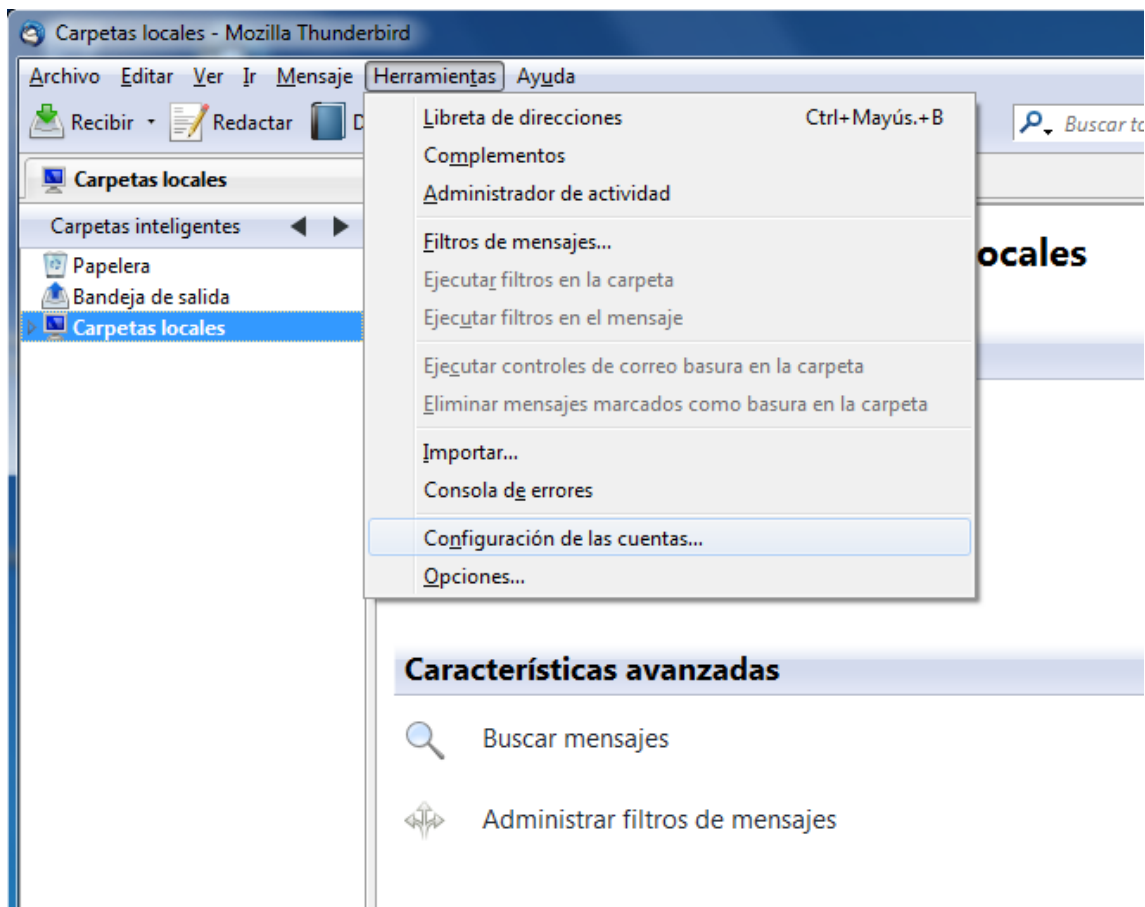 Carpetas locales - Mozilla Thunderbird
Archivo Editar Ver Ir Mensaje Herramientas Ayuda
Recibir Redactar
Buscar
Carpetas locales
Carpetas inteligentes
Papelera
Bandeja de salida
Carpetas locales
Libreta de direcciones Ctrl+Mayús.+B
Complementos
Administrador de actividad
Filtros de mensajes...
Ejecutar filtros en la carpeta
Ejecutar filtros en el mensaje
Ejecutar controles de correo basura en la carpeta
Eliminar mensajes marcados como basura en la carpeta
Importar...
Consola de errores
Configuración de las cuentas...
Opciones...
ocales
Características avanzadas
Buscar mensajes
Administrar filtros de mensajes